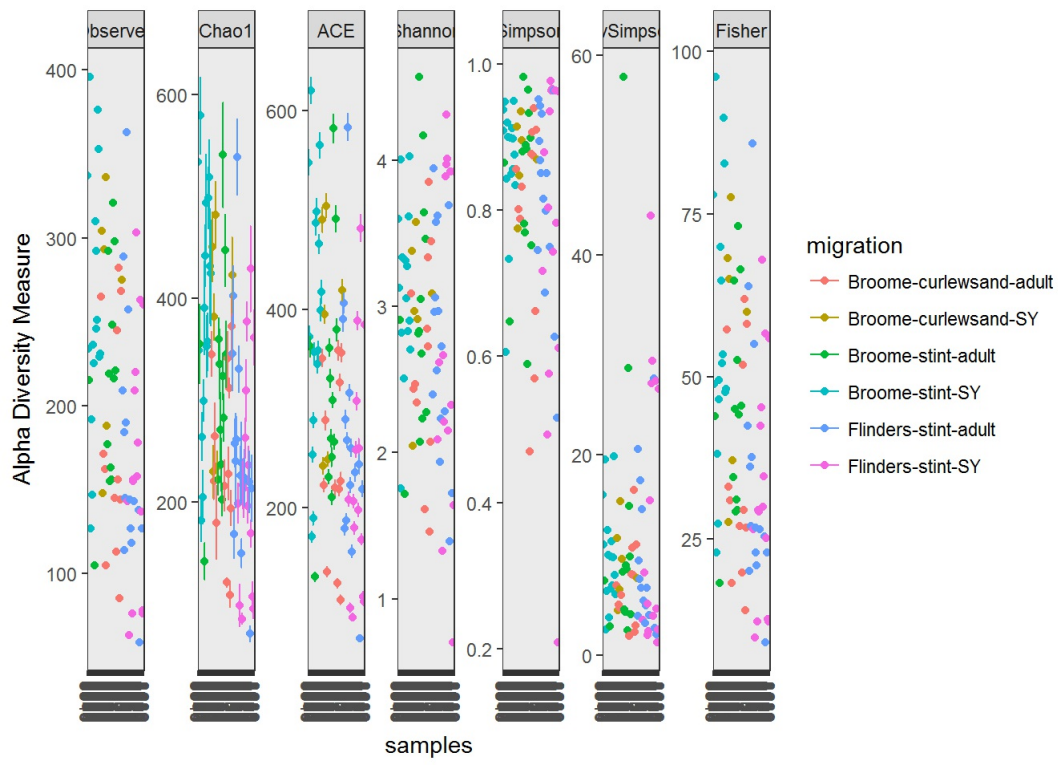 bserve
Chao1
ACE
Shannon
Simpson
vSimps
Fisher
400
300
200
100
600
400
200
600
400
200
4
3
2
1
1.0
0.8
0.6
0.4
0.2
60
40
20
0
100
75
50
25
Alpha Diversity Measure
samples
migration
Broome-curlewsand-adult
Broome-curlewsand-SY
Broome-stint-adult
Broome-stint-SY
Flinders-stint-adult
Flinders-stint-SY